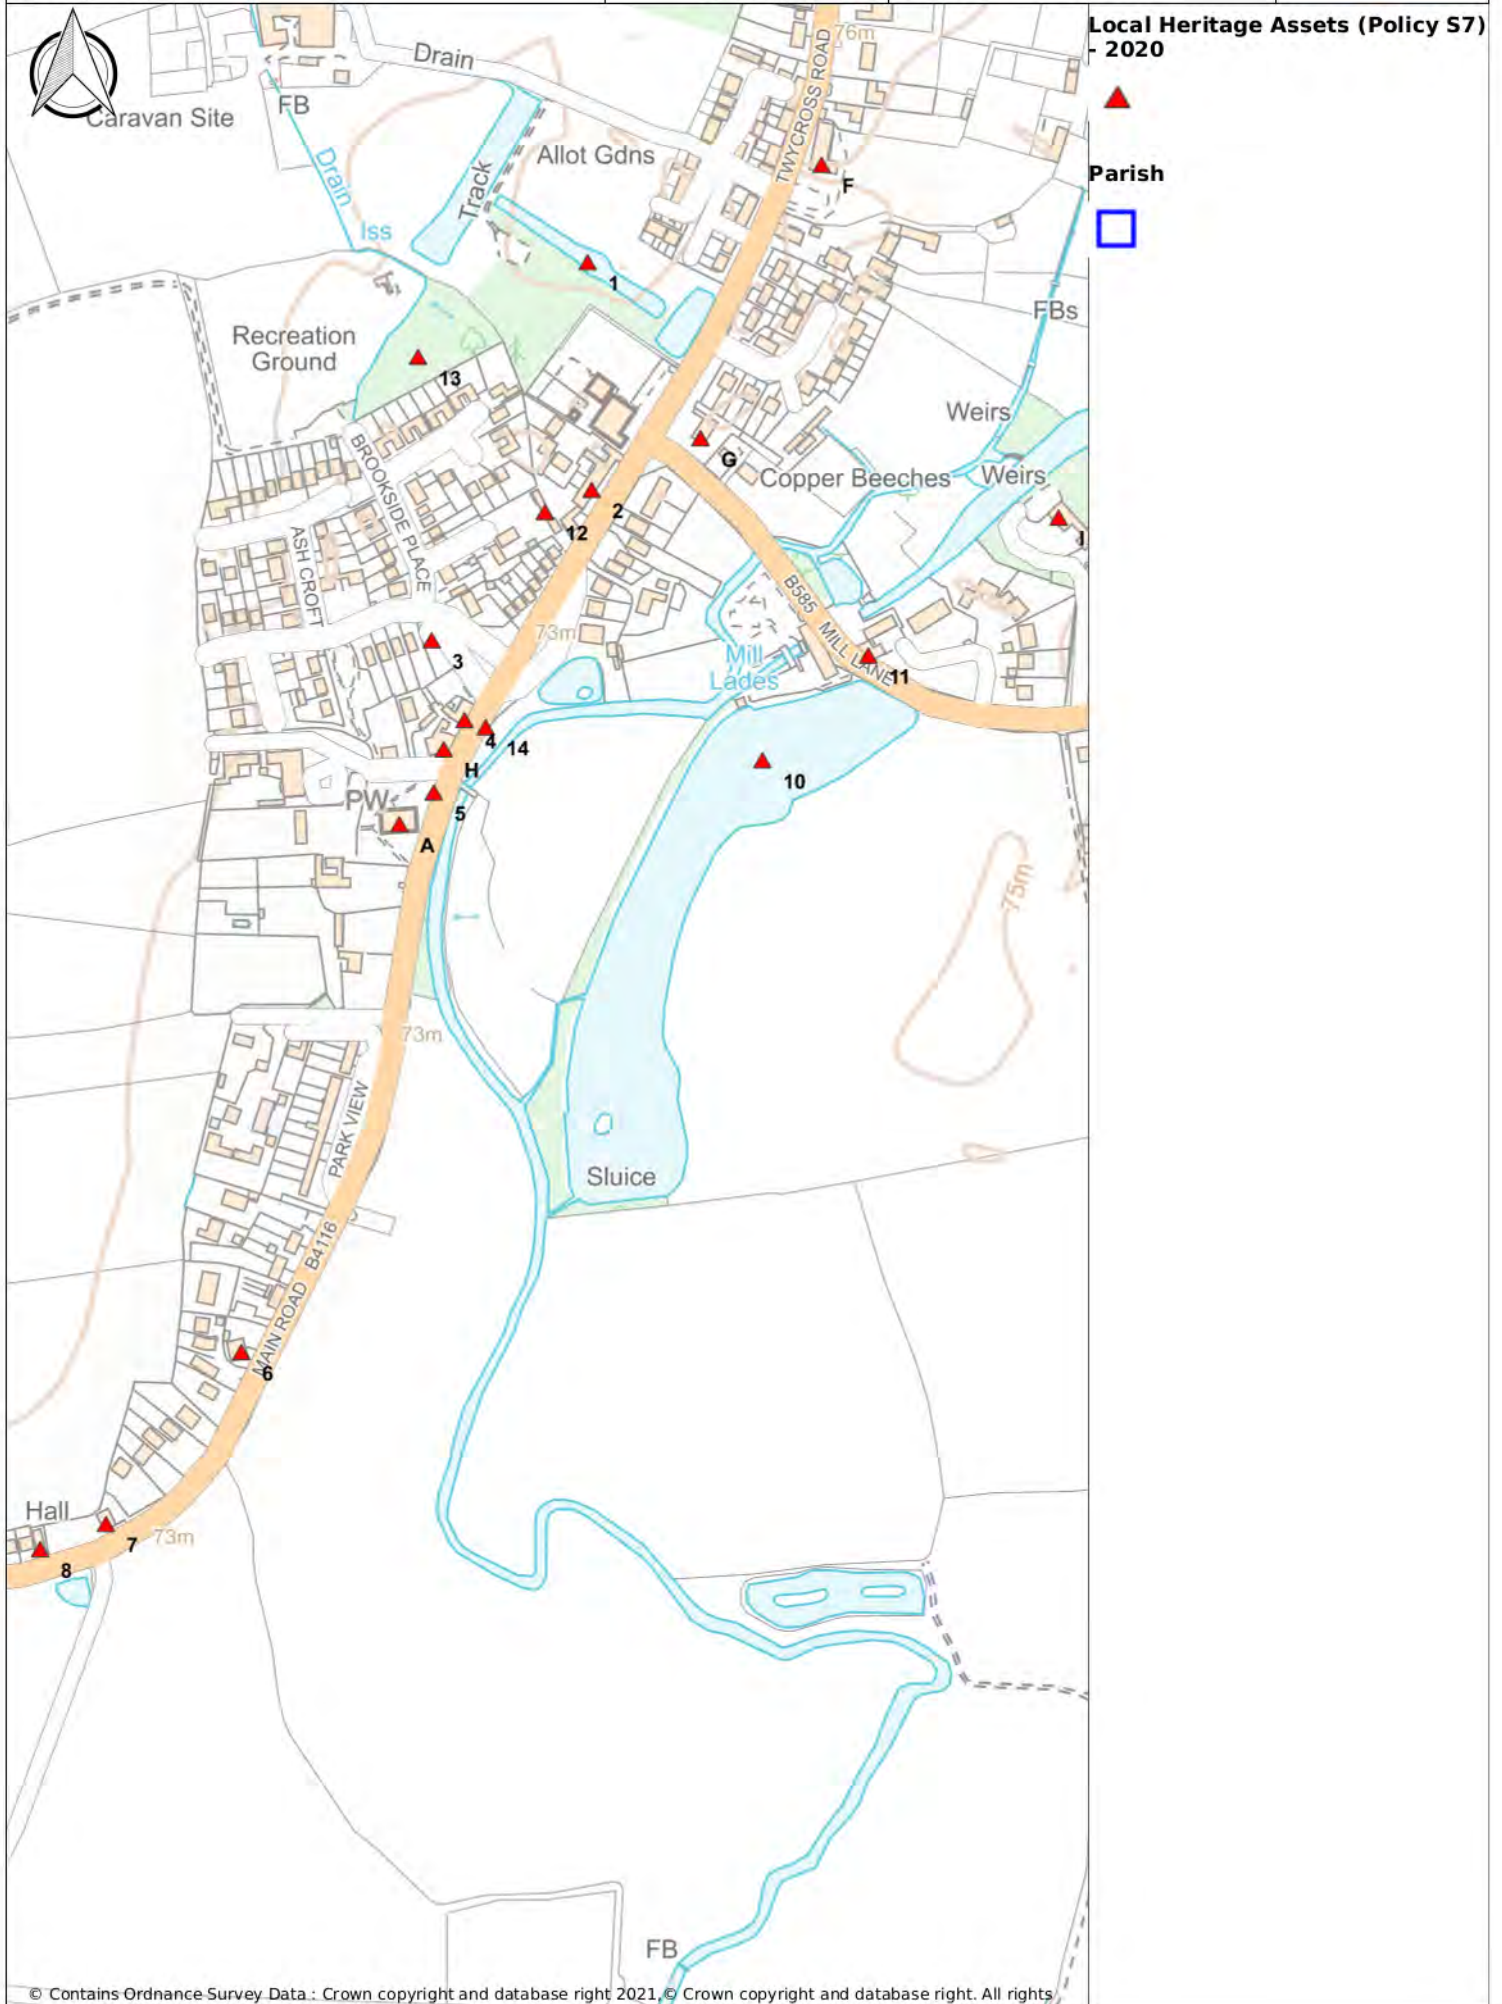 Local Heritage Assets (Policy S7)
- 2020
Parish
76m
Drain
TWYCROSS ROAD
FB
Caravan Site
Allot Gdns
Drain
Track
F
Iss
1
FBs
Recreation
Ground
13
Weirs
BROOKSIDE PLACE
G
Copper Beeches
Weirs
2
12
I
ASH CROFT
B585
MILL LANE
73m
3
Mill
Lades
11
4
14
H
10
PW
5
A
75m
73m
PARK VIEW
Sluice
MAIN ROAD B4116
6
Hall
7
73m
8
FB
© Contains Ordnance Survey Data : Crown copyright and database right 2021,© Crown copyright and database right. All rights